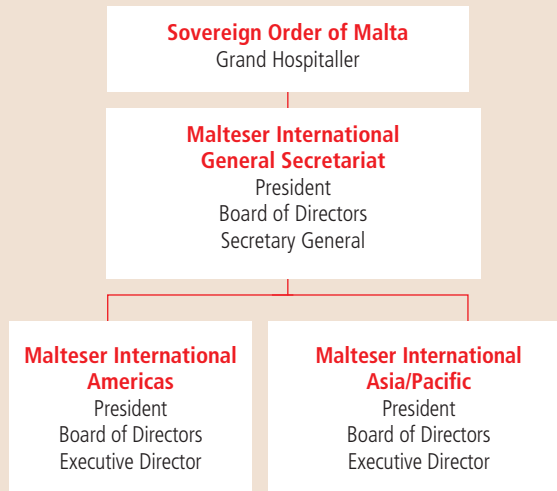 Sovereign Order of Malta
Grand Hospitaller
Malteser International
General Secretariat
President
Board of Directors
Secretary General
Malteser International
Americas
President
Board of Directors
Executive Director
Malteser International
Asia/Pacific
President
Board of Directors
Executive Director